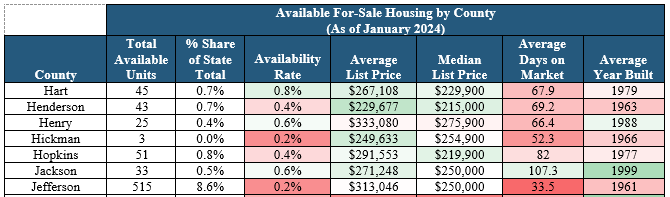 Available For-Sale Housing by County
(As of January 2024)
County Total Available Units % Share of State Total Availability Rate Average List Price Median List Price Average Days on Market Average Year Built
Hart 45 0.7% 0.8% $267,108 $229,900 67.9 1979
Henderson 43 0.7% 0.4% $229,677 $215,000 69.2 1963
Henry 25 0.4% 0.6% $333,080 $275,900 66.4 1988
Hickman 3 0.0% 0.2% $249,633 $254,900 52.3 1966
Hopkins 51 0.8% 0.4% $291,553 $219,900 82 1977
Jackson 33 0.5% 0.6% $271,248 $250,000 107.3 1999
Jefferson 515 8.6% 0.2% $313,046 $250,000 33.5 1961